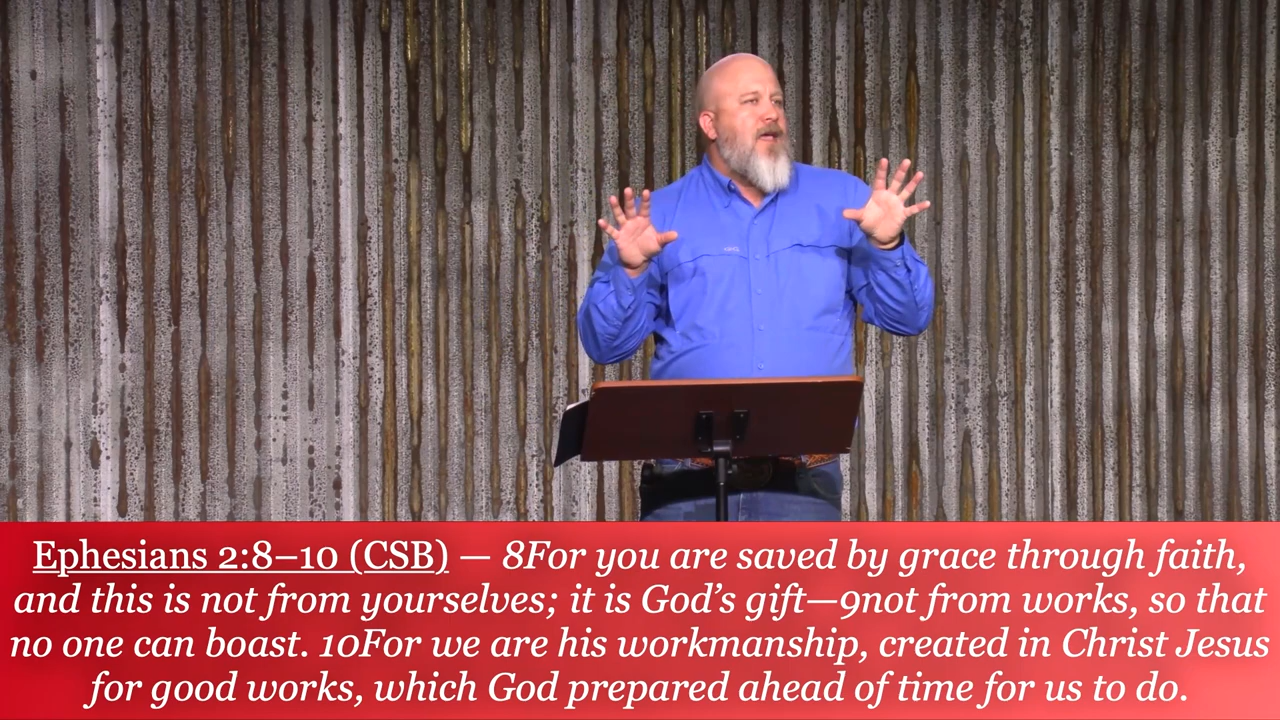 Ephesians 2:8–10 (CSB) — 8For you are saved by grace through faith,
and this is not from yourselves; it is God’s gift—9not from works, so that
no one can boast. 10For we are his workmanship, created in Christ Jesus
for good works, which God prepared ahead of time for us to do.